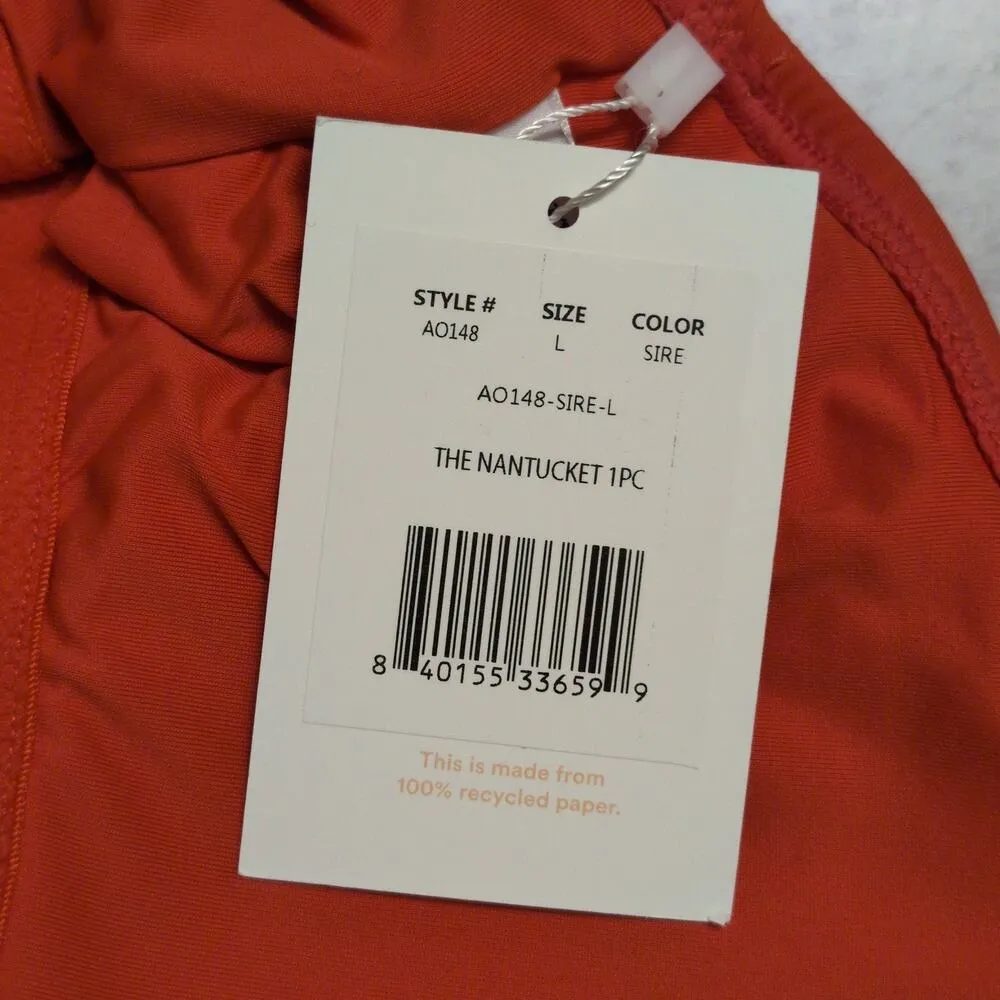 STYLE # SIZE COLOR
AO148 L SIRE
AO148-SIRE-L
THE NANTUCKET 1PC
8 40155 33659 9
This is made from
100% recycled paper.